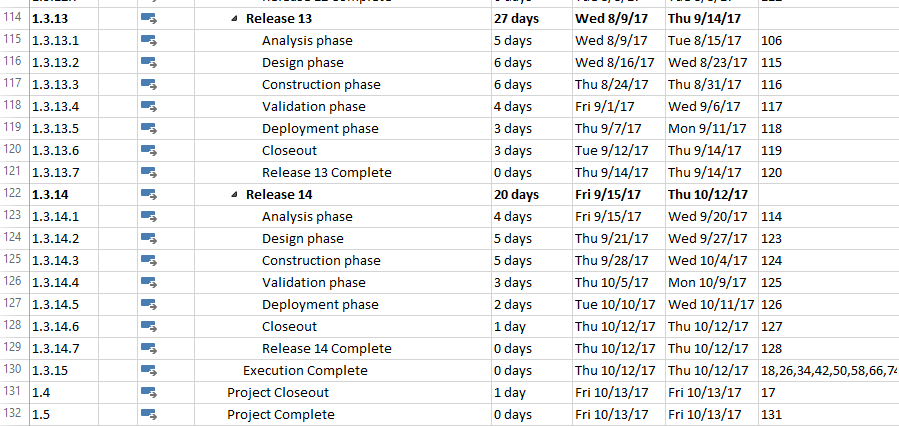 114 1.3.13 Release 13 27 days Wed 8/9/17 Thu 9/14/17
115 1.3.13.1 Analysis phase 5 days Wed 8/9/17 Tue 8/15/17 106
116 1.3.13.2 Design phase 6 days Wed 8/16/17 Wed 8/23/17 115
117 1.3.13.3 Construction phase 6 days Thu 8/24/17 Thu 8/31/17 116
118 1.3.13.4 Validation phase 4 days Fri 9/1/17 Wed 9/6/17 117
119 1.3.13.5 Deployment phase 3 days Thu 9/7/17 Mon 9/11/17 118
120 1.3.13.6 Closeout 3 days Tue 9/12/17 Thu 9/14/17 119
121 1.3.13.7 Release 13 Complete 0 days Thu 9/14/17 Thu 9/14/17 120
122 1.3.14 Release 14 20 days Fri 9/15/17 Thu 10/12/17
123 1.3.14.1 Analysis phase 4 days Fri 9/15/17 Wed 9/20/17 114
124 1.3.14.2 Design phase 5 days Thu 9/21/17 Wed 9/27/17 123
125 1.3.14.3 Construction phase 5 days Thu 9/28/17 Wed 10/4/17 124
126 1.3.14.4 Validation phase 3 days Thu 10/5/17 Mon 10/9/17 125
127 1.3.14.5 Deployment phase 2 days Tue 10/10/17 Wed 10/11/17 126
128 1.3.14.6 Closeout 1 day Thu 10/12/17 Thu 10/12/17 127
129 1.3.14.7 Release 14 Complete 0 days Thu 10/12/17 Thu 10/12/17 128
130 1.3.15 Execution Complete 0 days Thu 10/12/17 Thu 10/12/17 18,26,34,42,50,58,66,74
131 1.4 Project Closeout 1 day Fri 10/13/17 Fri 10/13/17 17
132 1.5 Project Complete 0 days Fri 10/13/17 Fri 10/13/17 131